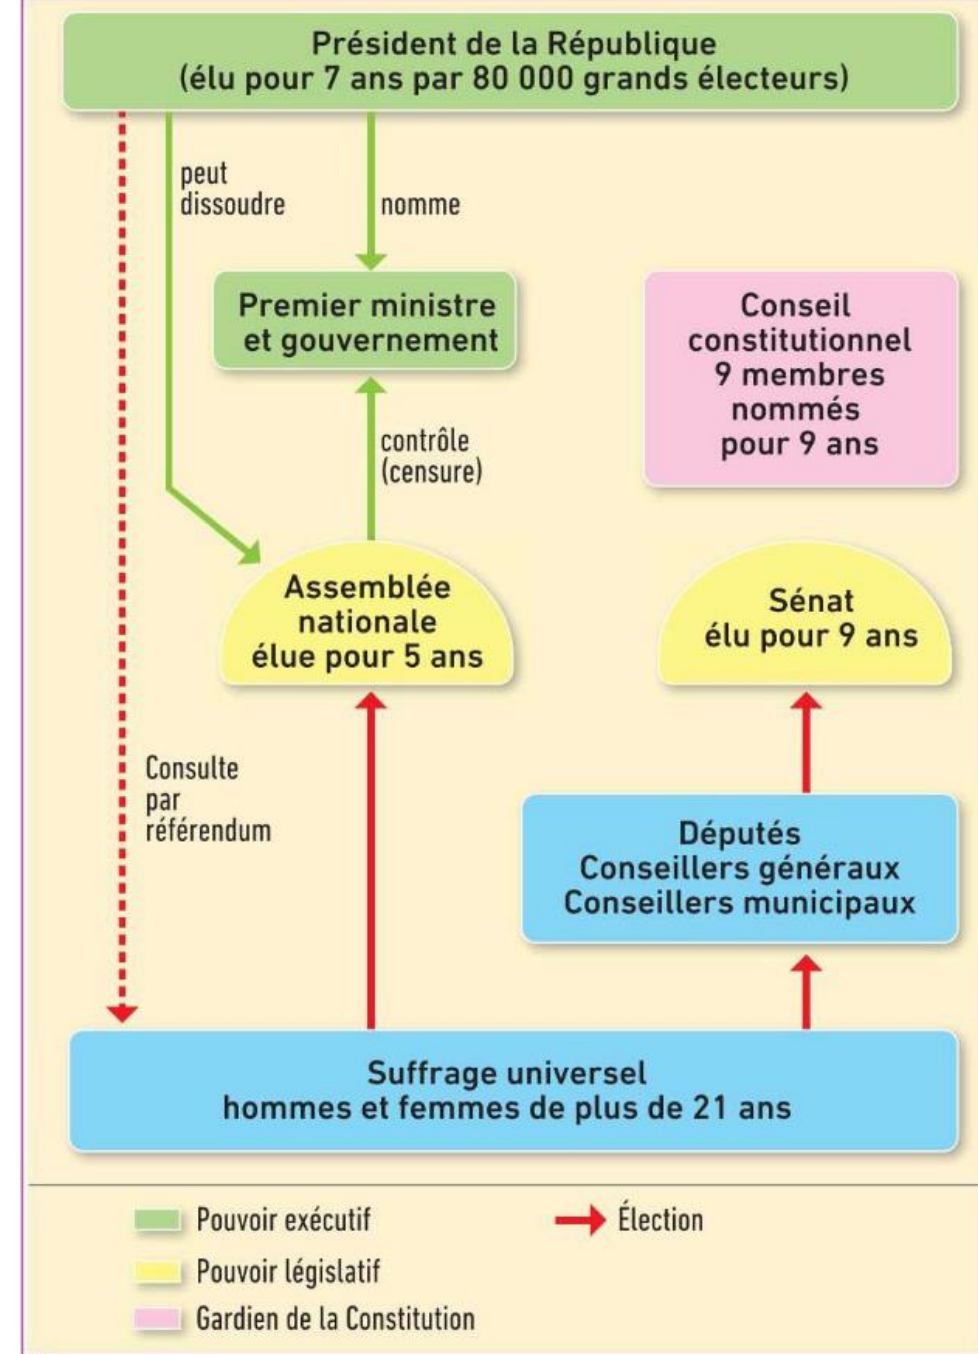 Président de la République
(élu pour 7 ans par 80 000 grands électeurs)
peut
dissoudre
nomme
Premier ministre
et gouvernement
Conseil
constitutionnel
9 membres
nommés
pour 9 ans
contrôle
(censure)
Assemblée
nationale
élue pour 5 ans
Sénat
élu pour 9 ans
Consulte
par
référendum
Députés
Conseillers généraux
Conseillers municipaux
Suffrage universel
hommes et femmes de plus de 21 ans
Pouvoir exécutif
Élection
Pouvoir législatif
Gardien de la Constitution